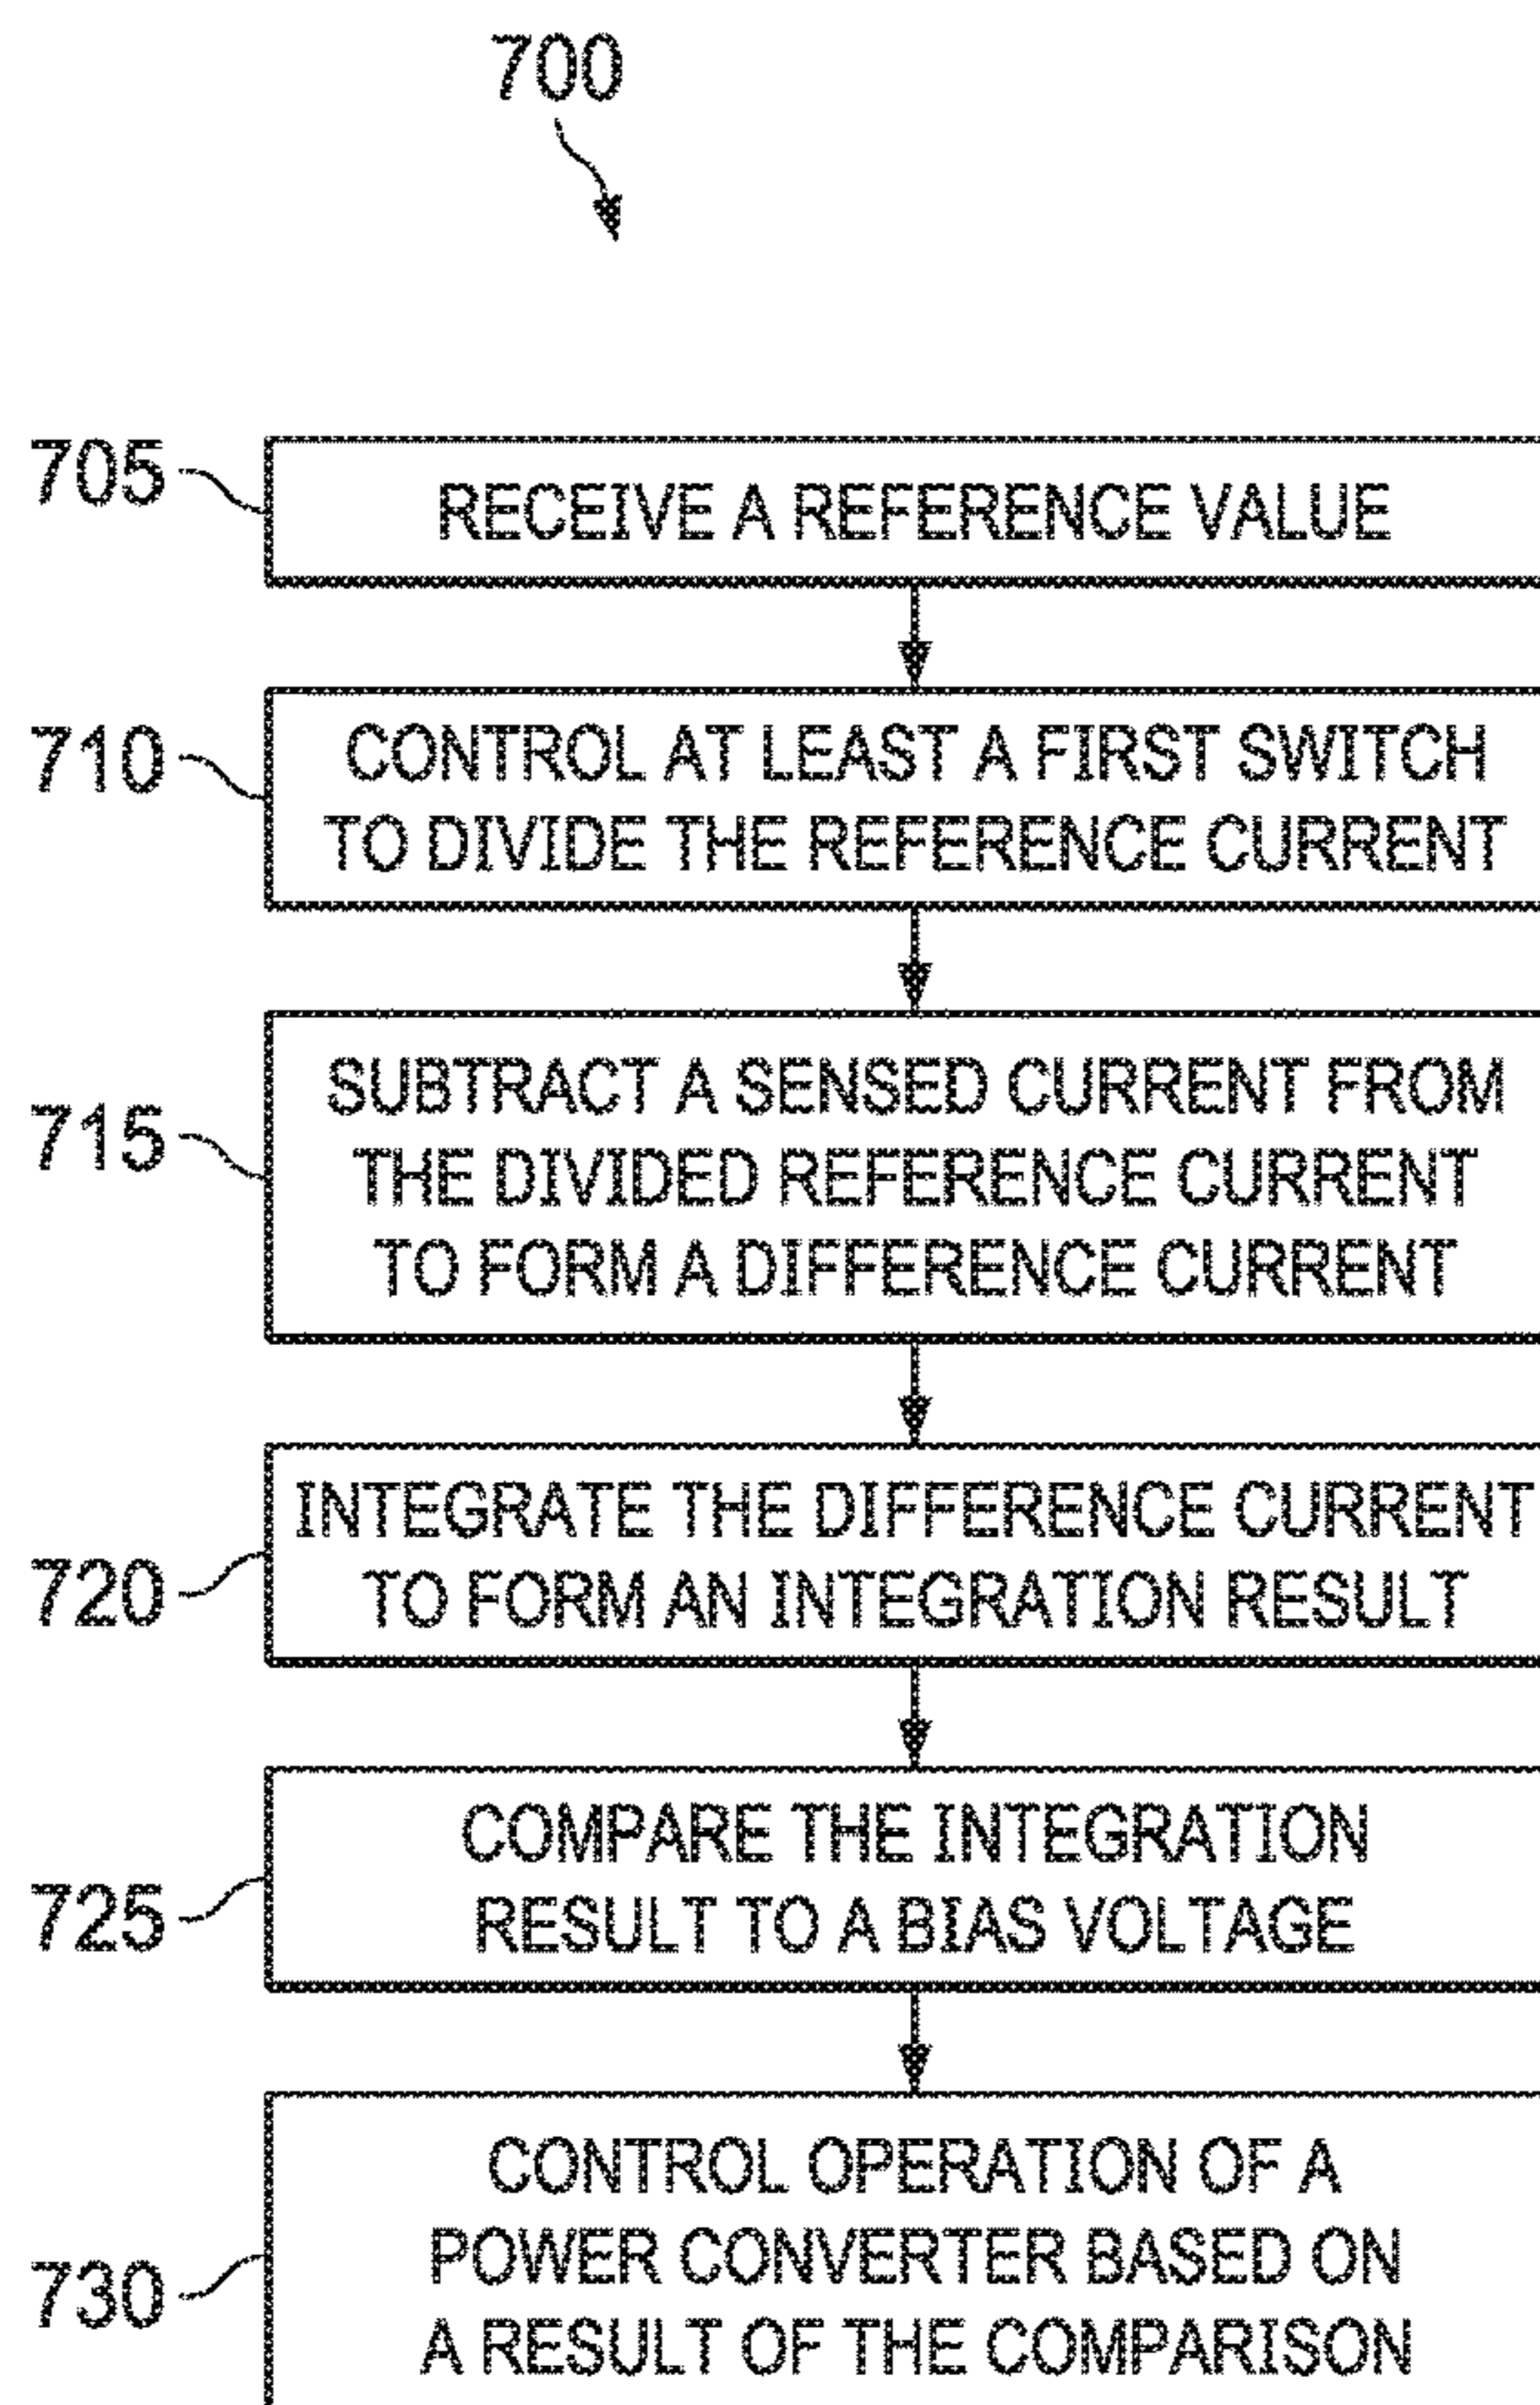 700
705
RECEIVE A REFERENCE VALUE
710
CONTROL AT LEAST A FIRST SWITCH
TO DIVIDE THE REFERENCE CURRENT
715
SUBTRACT A SENSED CURRENT FROM
THE DIVIDED REFERENCE CURRENT
TO FORM A DIFFERENCE CURRENT
720
INTEGRATE THE DIFFERENCE CURRENT
TO FORM AN INTEGRATION RESULT
725
COMPARE THE INTEGRATION
RESULT TO A BIAS VOLTAGE
730
CONTROL OPERATION OF A
POWER CONVERTER BASED ON
A RESULT OF THE COMPARISON